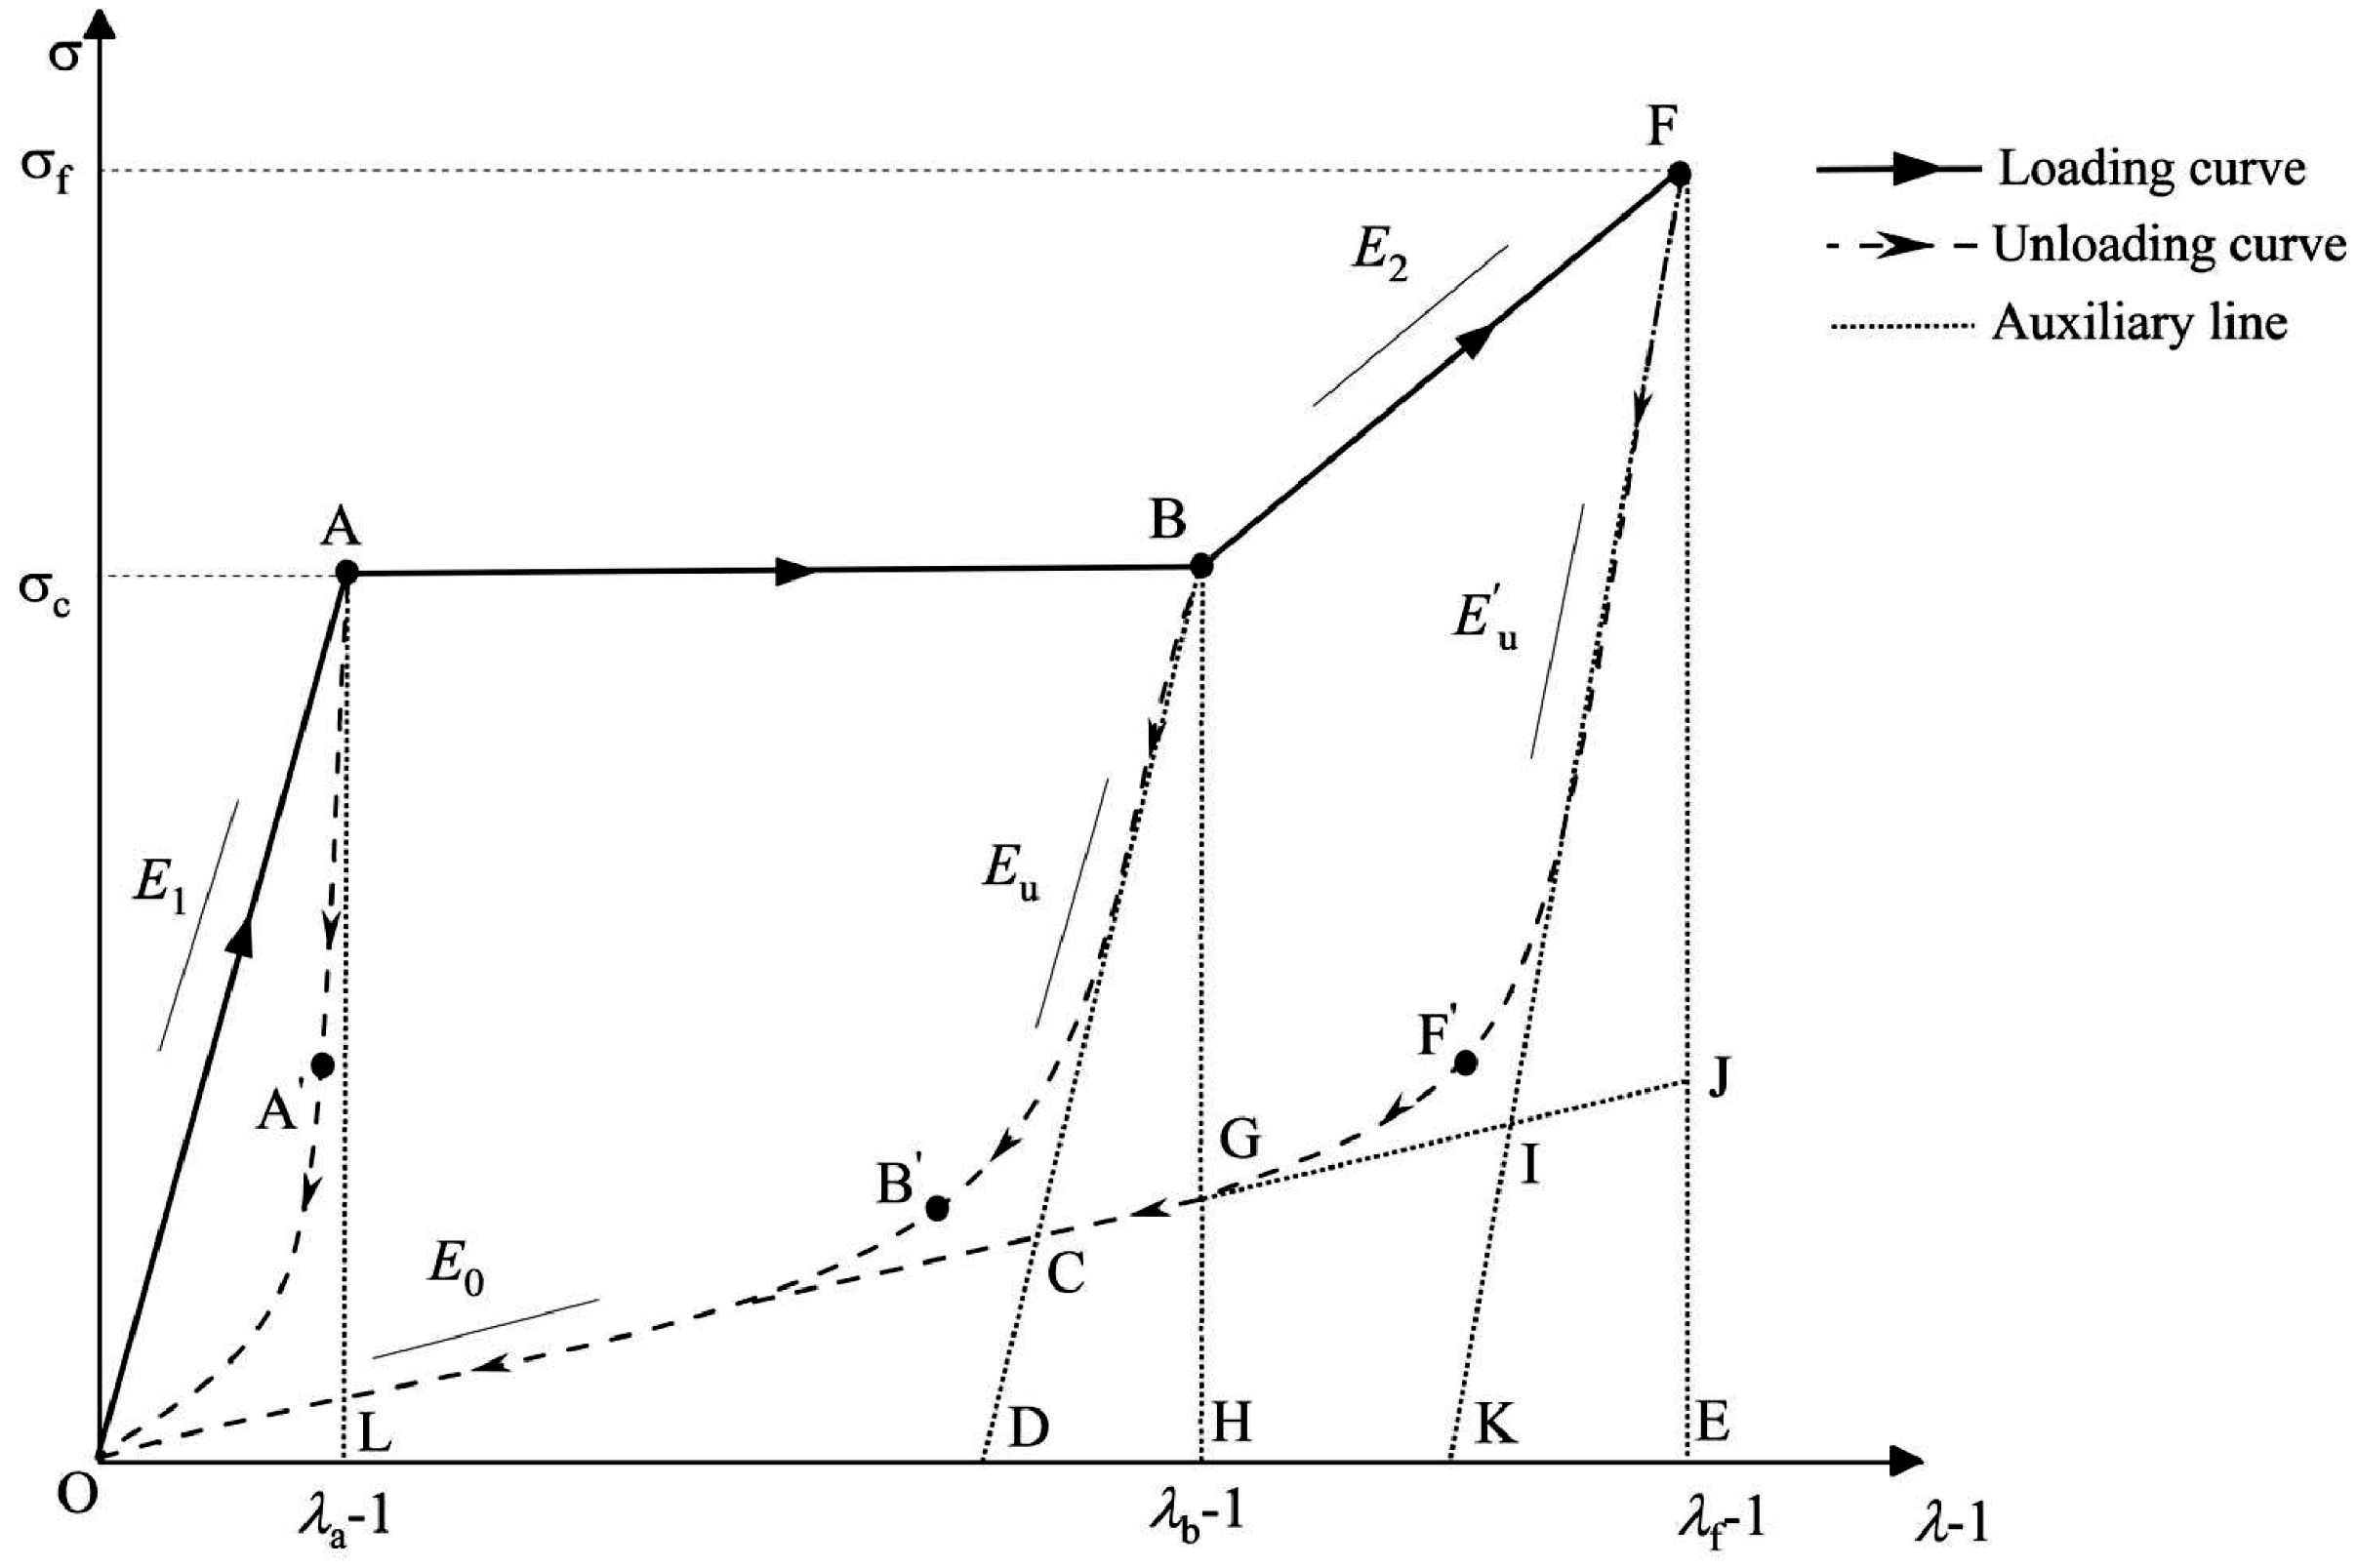 σ
σf
F
Loading curve
Unloading curve
Auxiliary line
E2
A
B
σc
E'u
E1
Eu
F'
J
A'
G
I
B'
C
E0
L
D
H
K
E
O
λa-1
λb-1
λf-1
λ-1